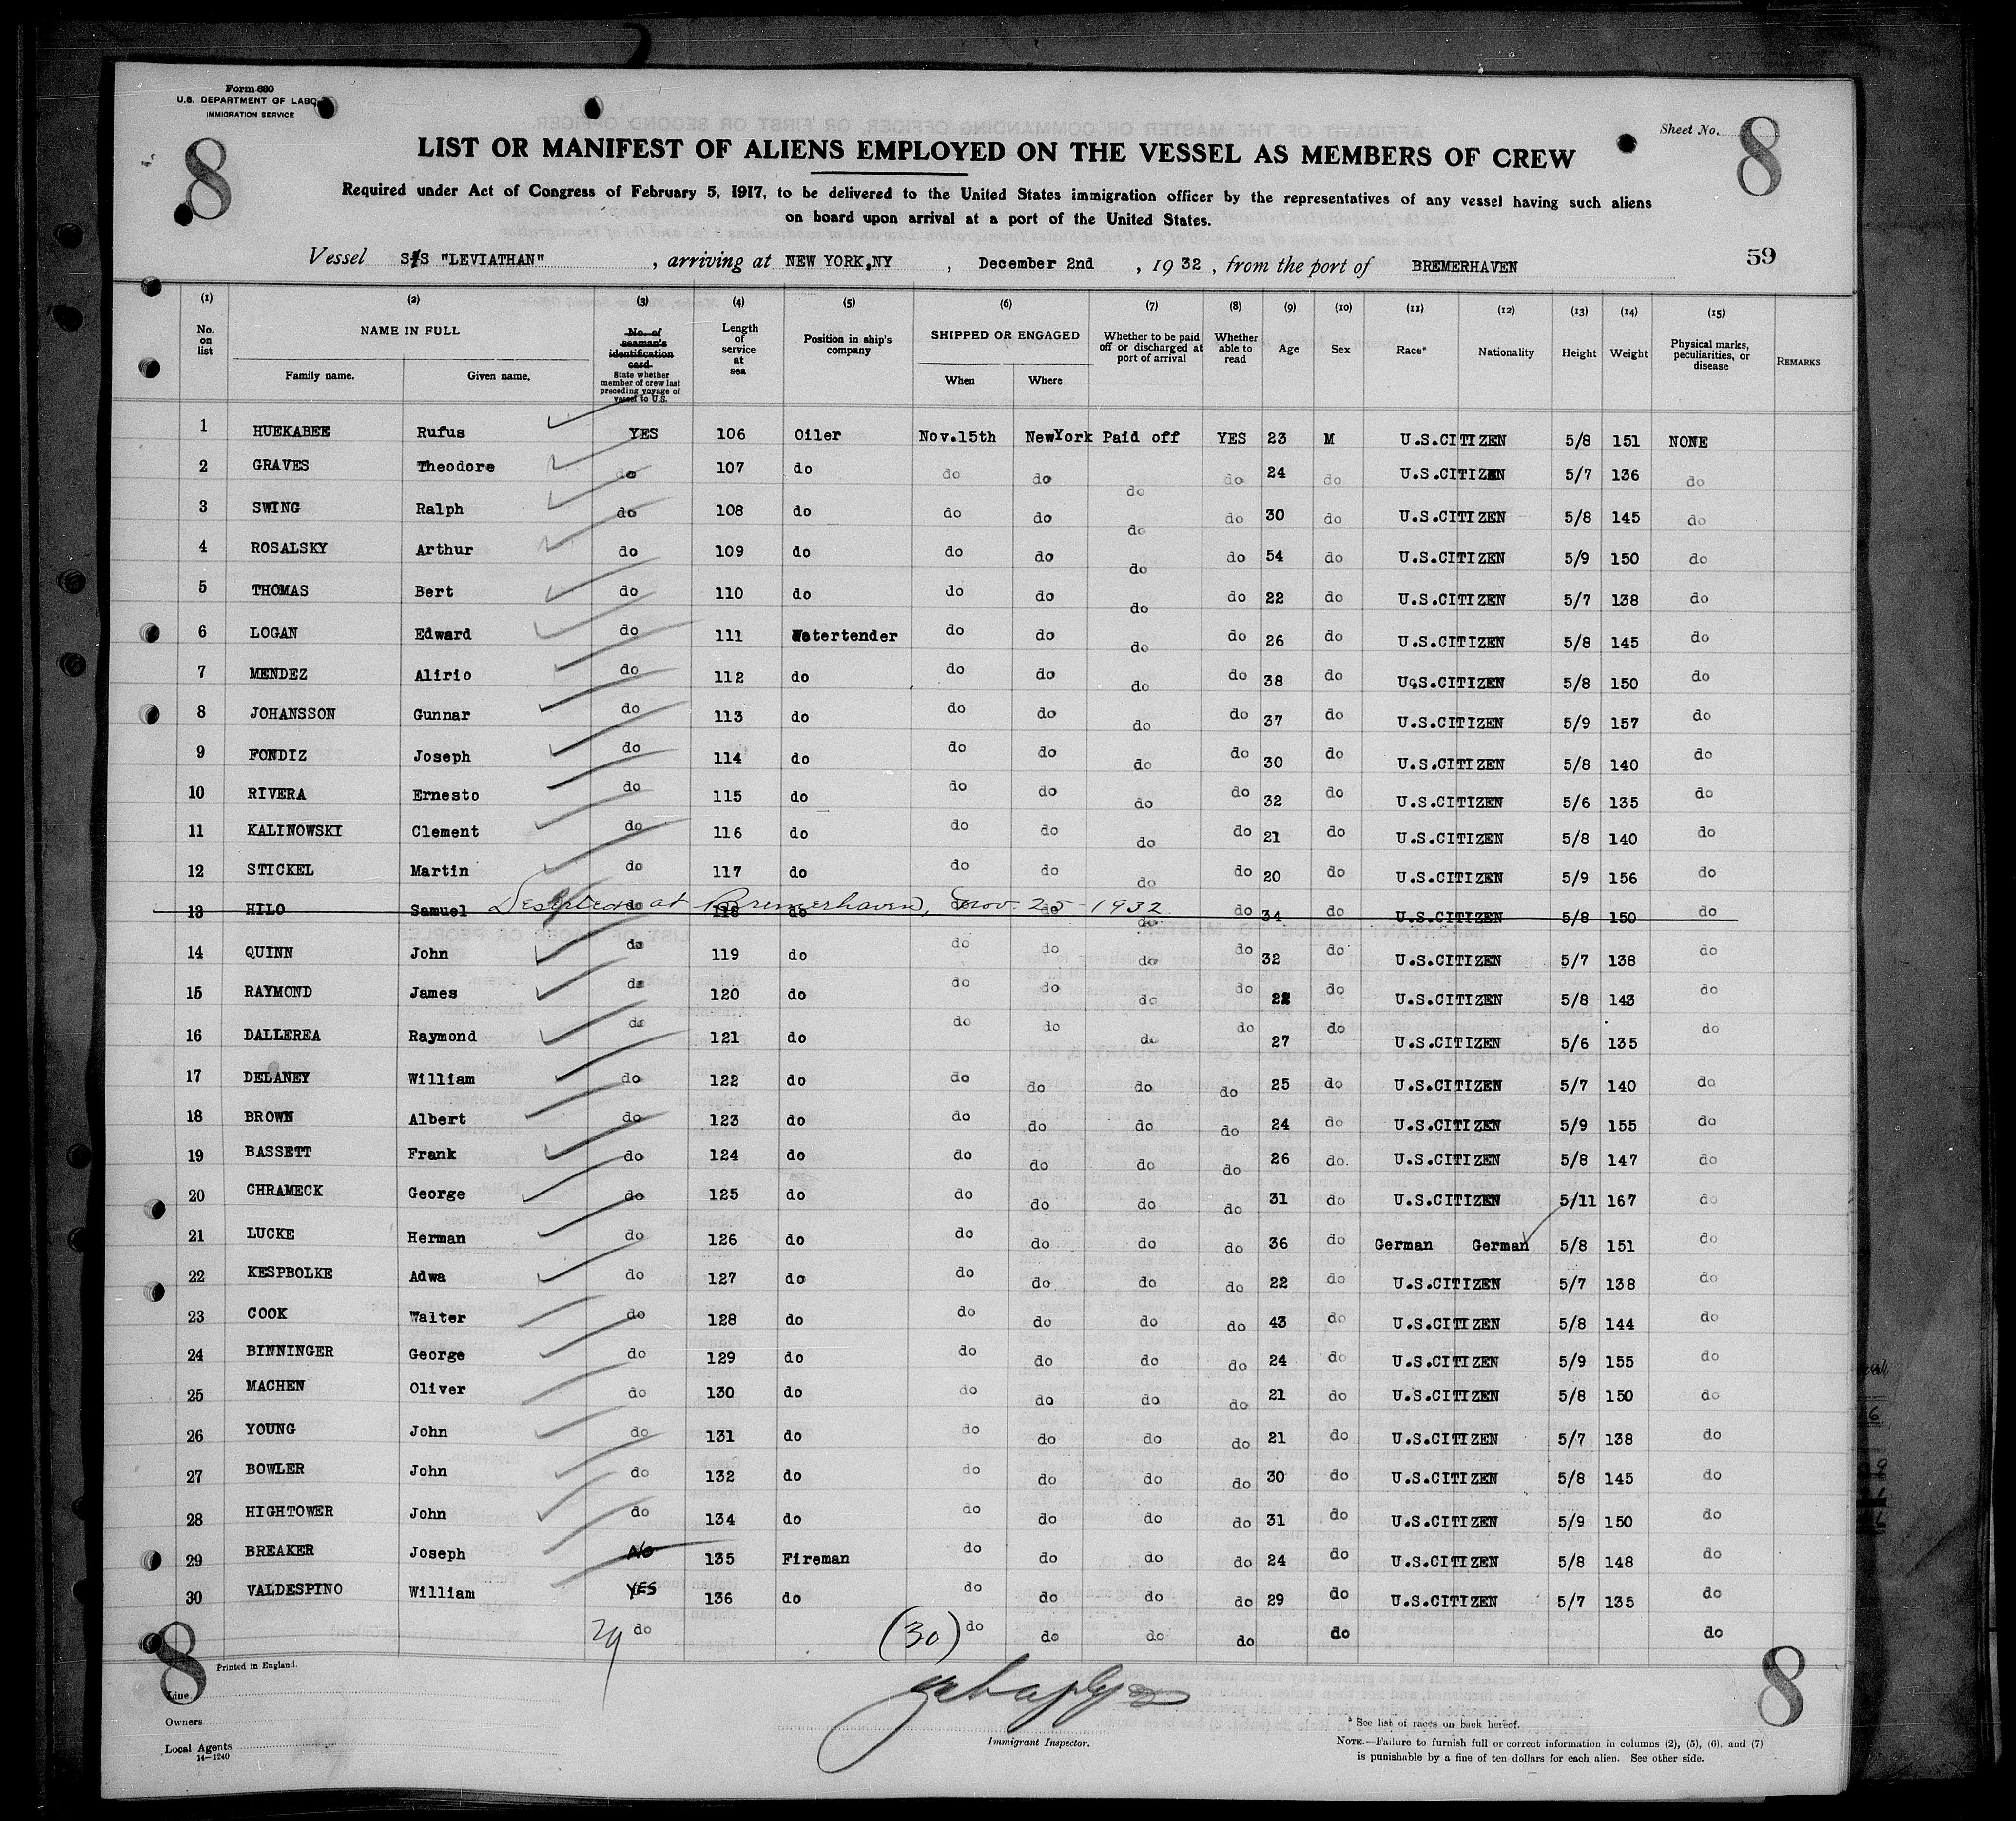 Form 680
U.S. DEPARTMENT OF LABO
IMMIGRATION SERVICE
Sheet No.
8 8
LIST OR MANIFEST OF ALIENS EMPLOYED ON THE VESSEL AS MEMBERS OF CREW
Required under Act of Congress of February 5, 1917, to be delivered to the United States immigration officer by the representatives of any vessel having such aliens
on board upon arrival at a port of the United States.
59
Vessel S/S "LEVIATHAN", arriving at NEW YORK,NY, December 2nd, 1932, from the port of BREMERHAVEN
(1) (2) (3) (4) (5) (6) (7) (8) (9) (10) (11) (12) (13) (14) (15)
No. on list NAME IN FULL Family name. Given name. No. of seaman's identification card. State whether member of crew last preceding voyage of vessel to U.S. Length of service at sea Position in ship's company SHIPPED OR ENGAGED When Where Whether to be paid off or discharged at port of arrival Whether able to read Age Sex Race* Nationality Height Weight Physical marks, peculiarities, or disease REMARKS
1 HUEKABEE Rufus YES 106 Oiler Nov.15th NewYork Paid off YES 23 M U.S.CITIZEN 5/8 151 NONE
2 GRAVES Theodore do 107 do do do do do 24 do U.S.CITIZEN 5/7 136 do
3 SWING Ralph do 108 do do do do do 30 do U.S.CITIZEN 5/8 145 do
4 ROSALSKY Arthur do 109 do do do do do 54 do U.S.CITIZEN 5/9 150 do
5 THOMAS Bert do 110 do do do do do 22 do U.S.CITIZEN 5/7 138 do
6 LOGAN Edward do 111 Watertender do do do do 26 do U.S.CITIZEN 5/8 145 do
7 MENDEZ Alirio do 112 do do do do do 38 do U.S.CITIZEN 5/8 150 do
8 JOHANSSON Gunnar do 113 do do do do do 37 do U.S.CITIZEN 5/9 157 do
9 FONDIZ Joseph do 114 do do do do do 30 do U.S.CITIZEN 5/8 140 do
10 RIVERA Ernesto do 115 do do do do do 32 do U.S.CITIZEN 5/6 135 do
11 KALINOWSKI Clement do 116 do do do do do 21 do U.S.CITIZEN 5/8 140 do
12 STICKEL Martin do 117 do do do do do 20 do U.S.CITIZEN 5/9 156 do
13 HILO Samuel do 118 do do do do do 34 do U.S.CITIZEN 5/8 150 do
Deserted at Bremerhaven, Nov. 25-1932
14 QUINN John do 119 do do do do do 32 do U.S.CITIZEN 5/7 138 do
15 RAYMOND James do 120 do do do do do 22 do U.S.CITIZEN 5/8 143 do
16 DALLEREA Raymond do 121 do do do do do 27 do U.S.CITIZEN 5/6 135 do
17 DELANEY William do 122 do do do do do 25 do U.S.CITIZEN 5/7 140 do
18 BROWN Albert do 123 do do do do do 24 do U.S.CITIZEN 5/9 155 do
19 BASSETT Frank do 124 do do do do do 26 do. U.S.CITIZEN 5/8 147 do
20 CHRAMECK George do 125 do do do do do 31 do U.S.CITIZEN 5/11 167 do
21 LUCKE Herman do 126 do do do do do 36 do German German 5/8 151 do
22 KESPBOLKE Adwa do 127 do do do do do 22 do U.S.CITIZEN 5/7 138 do
23 COOK Walter do 128 do do do do do 43 do U.S.CITIZEN 5/8 144 do
24 BINNINGER George do 129 do do do do do 24 do U.S.CITIZEN 5/9 155 do
25 MACHEN Oliver do 130 do do do do do 21 do U.S.CITIZEN 5/8 150 do
26 YOUNG John do 131 do do do do do 21 do U.S.CITIZEN 5/7 138 do
27 BOWLER John do 132 do do do do do 30 do U.S.CITIZEN 5/8 145 do
28 HIGHTOWER John do 134 do do do do do 31 do U.S.CITIZEN 5/9 150 do
29 BREAKER Joseph No 135 Fireman do do do do 24 do U.S.CITIZEN 5/8 148 do
30 VALDESPINO William YES 136 do do do do do 29 do U.S.CITIZEN 5/7 135 do
29 do (30) do do do do do do
8 8
Printed in England.
Line
Owners
Local Agents
14-1240
Immigrant Inspector.
* See list of races on back hereof.
NOTE.—Failure to furnish full or correct information in columns (2), (5), (6), and (7)
is punishable by a fine of ten dollars for each alien. See other side.